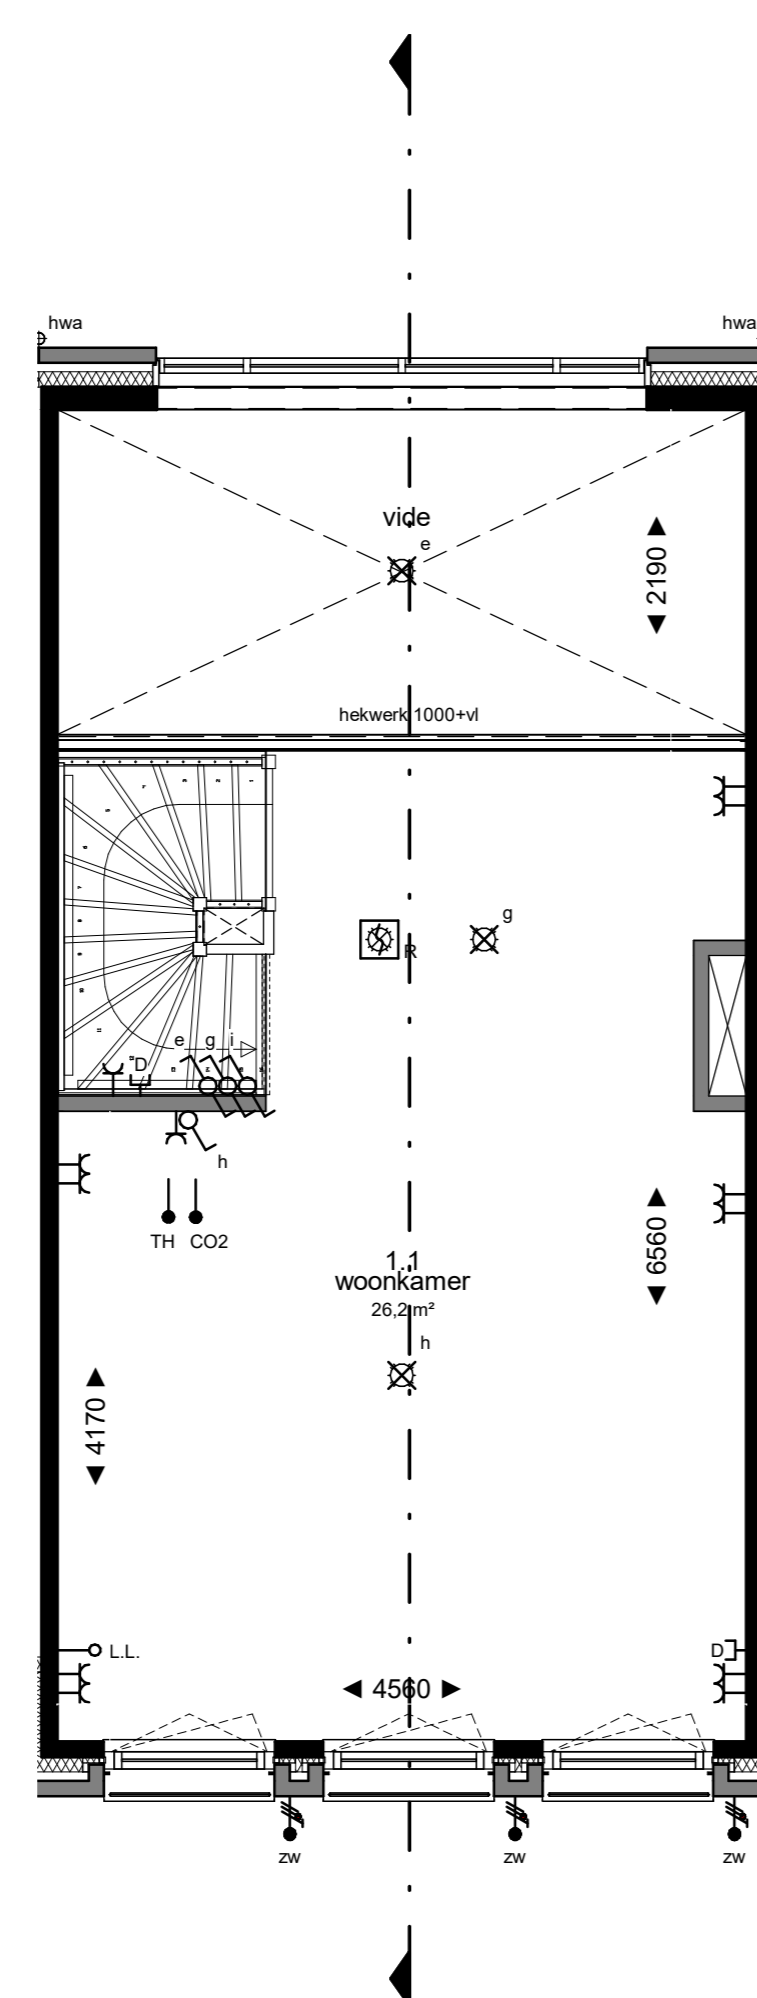 hwa
hwa
vide
e
2190
hekwerk 1000+vl
g
R
e g i
D
h
TH CO2
6560
1.1
woonkamer
26,2 m²
h
4170
L.L.
D
4560
zw
zw
zw